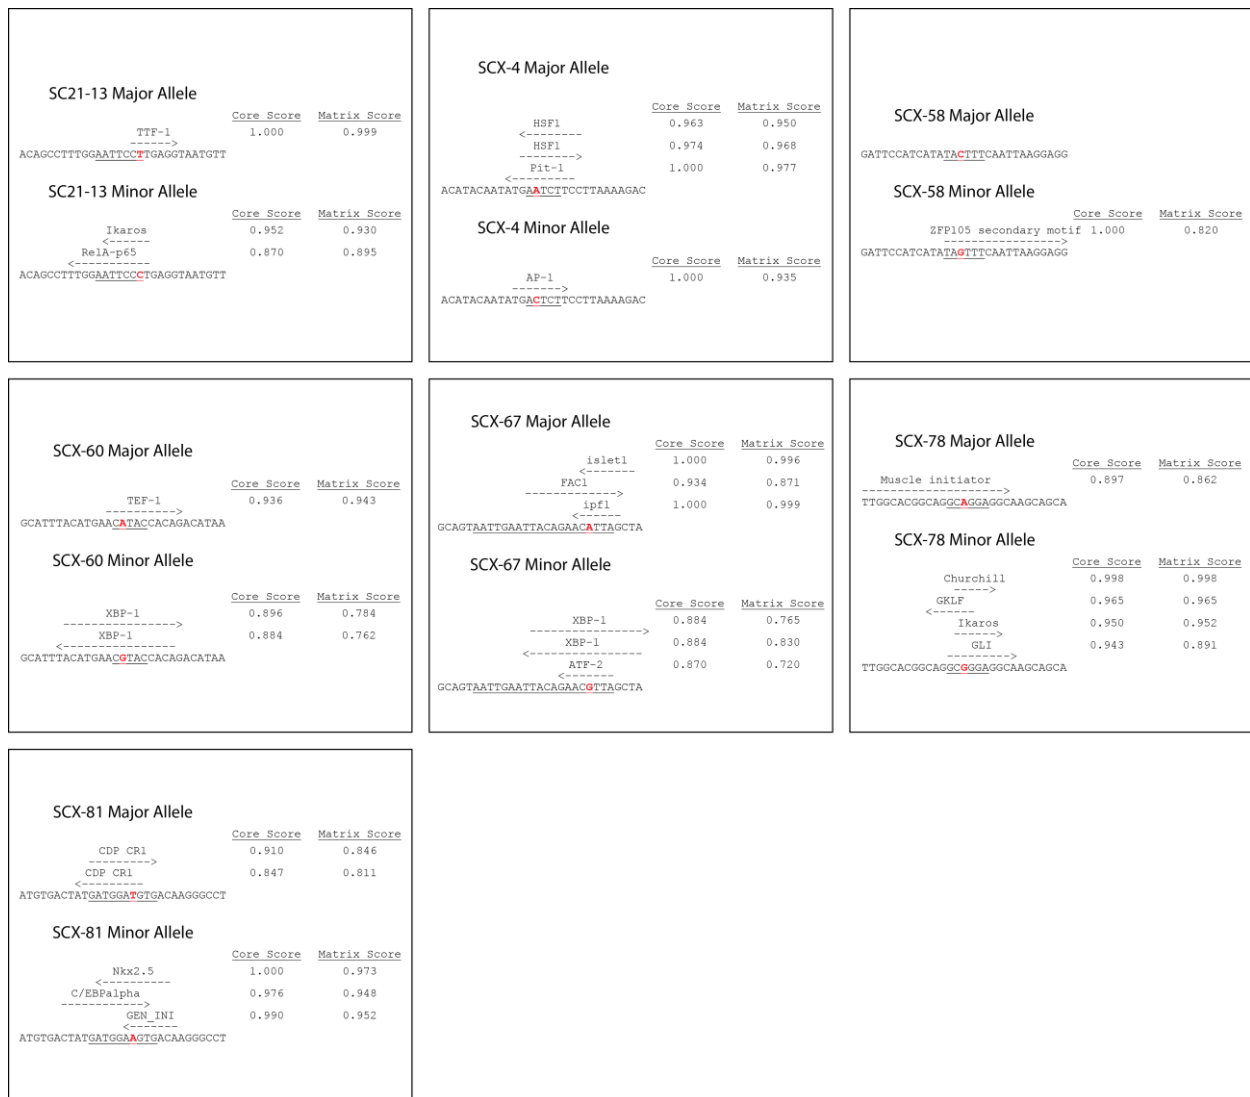 SC21-13 Major Allele
Core Score Matrix Score
TTF-1 1.000 0.999
------>
ACAGCCTTTGGAATTCCTTGAGGTAATGTT
SC21-13 Minor Allele
Core Score Matrix Score
Ikaros 0.952 0.930
<------
RelA-p65 0.870 0.895
<-----------
ACAGCCTTTGGAATTCCCTGAGGTAATGTT
SCX-4 Major Allele
Core Score Matrix Score
HSF1 0.963 0.950
<--------
HSF1 0.974 0.968
-------->
Pit-1 1.000 0.977
<---------
ACATACAATATGAATCTTCCTTAAAAGAC
SCX-4 Minor Allele
Core Score Matrix Score
AP-1 1.000 0.935
------->
ACATACAATATGACTCTTCCTTAAAAGAC
SCX-58 Major Allele
GATTCCATCATATACTTTCAATTAAGGAGG
SCX-58 Minor Allele
Core Score Matrix Score
ZFP105 secondary motif 1.000 0.820
----------------->
GATTCCATCATATAGTTTCAATTAAGGAGG
SCX-60 Major Allele
Core Score Matrix Score
TEF-1 0.936 0.943
---------->
GCATTTACATGAACATACCACAGACATAA
SCX-60 Minor Allele
Core Score Matrix Score
XBP-1 0.896 0.784
---------------->
XBP-1 0.884 0.762
<----------------
GCATTTACATGAACGTACCACAGACATAA
SCX-67 Major Allele
Core Score Matrix Score
islet1 1.000 0.996
<-------
FAC1 0.934 0.871
------------->
ipf1 1.000 0.999
<------
GCAGTAATTGAATTACAGAACATTAGCTA
SCX-67 Minor Allele
Core Score Matrix Score
XBP-1 0.884 0.765
---------------->
XBP-1 0.884 0.830
<----------------
ATF-2 0.870 0.720
<-------
GCAGTAATTGAATTACAGAACGTTAGCTA
SCX-78 Major Allele
Core Score Matrix Score
Muscle initiator 0.897 0.862
-------------------->
TTGGCACGGCAGGCAGGAGGCAAGCAGCA
SCX-78 Minor Allele
Core Score Matrix Score
Churchill 0.998 0.998
----->
GKLF 0.965 0.965
<------
Ikaros 0.950 0.952
------>
GLI 0.943 0.891
--------->
TTGGCACGGCAGGCGGGAGGCAAGCAGCA
SCX-81 Major Allele
Core Score Matrix Score
CDP CR1 0.910 0.846
--------->
CDP CR1 0.847 0.811
<---------
ATGTGACTATGATGGATGTGACAAGGGCCT
SCX-81 Minor Allele
Core Score Matrix Score
Nkx2.5 1.000 0.973
<----------
C/EBPalpha 0.976 0.948
------------>
GEN_INI 0.990 0.952
<-------
ATGTGACTATGATGGAAGTGACAAGGGCCT